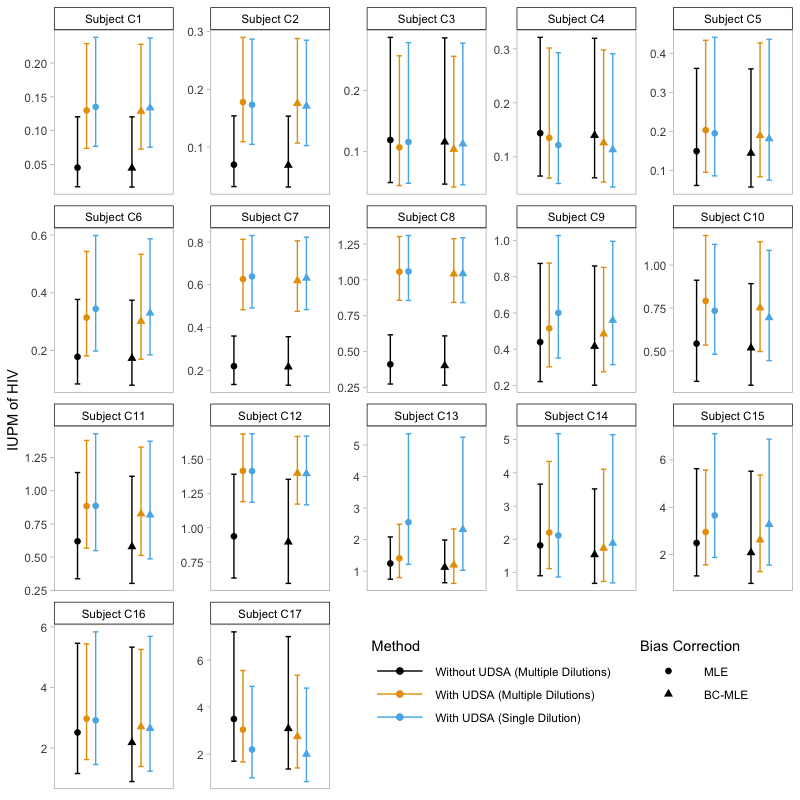 Subject C1
Subject C2
Subject C3
Subject C4
Subject C5
0.20
0.15
0.10
0.05
0.3
0.2
0.1
0.2
0.1
0.3
0.2
0.1
0.4
0.3
0.2
0.1
Subject C6
Subject C7
Subject C8
Subject C9
Subject C10
0.6
0.4
0.2
0.8
0.6
0.4
0.2
1.25
1.00
0.75
0.50
0.25
1.0
0.8
0.6
0.4
0.2
1.00
0.75
0.50
IUPM of HIV
Subject C11
Subject C12
Subject C13
Subject C14
Subject C15
1.25
1.00
0.75
0.50
0.25
1.50
1.25
1.00
0.75
5
4
3
2
1
5
4
3
2
1
6
4
2
Subject C16
Subject C17
6
4
2
6
4
2
Method
Without UDSA (Multiple Dilutions)
With UDSA (Multiple Dilutions)
With UDSA (Single Dilution)
Bias Correction
MLE
BC-MLE